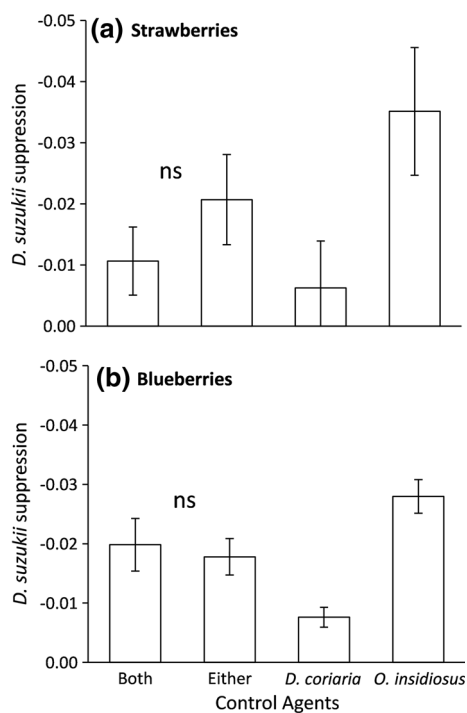 (a) Strawberries
-0.05
-0.04
-0.03
-0.02
-0.01
0.00
D. suzukii suppression
ns
(b) Blueberries
-0.05
-0.04
-0.03
-0.02
-0.01
0.00
D. suzukii suppression
ns
Both Either D. coriaria O. insidiosus
Control Agents